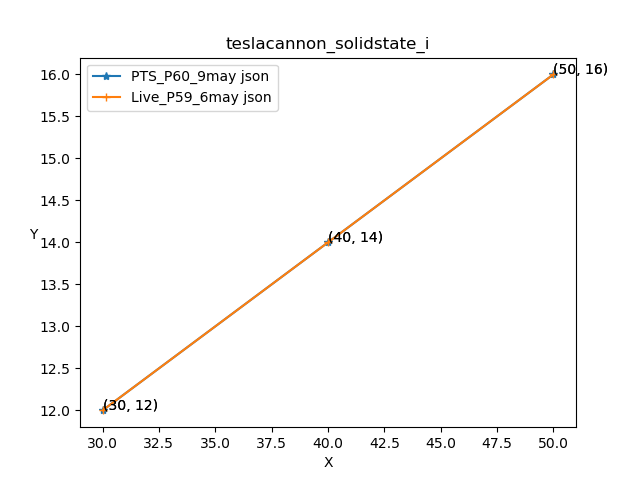 teslacannon_solidstate_i
PTS_P60_9may json
Live_P59_6may json
(50, 16)
(40, 14)
(30, 12)
16.0
15.5
15.0
14.5
14.0
13.5
13.0
12.5
12.0
Y
30.0 32.5 35.0 37.5 40.0 42.5 45.0 47.5 50.0
X